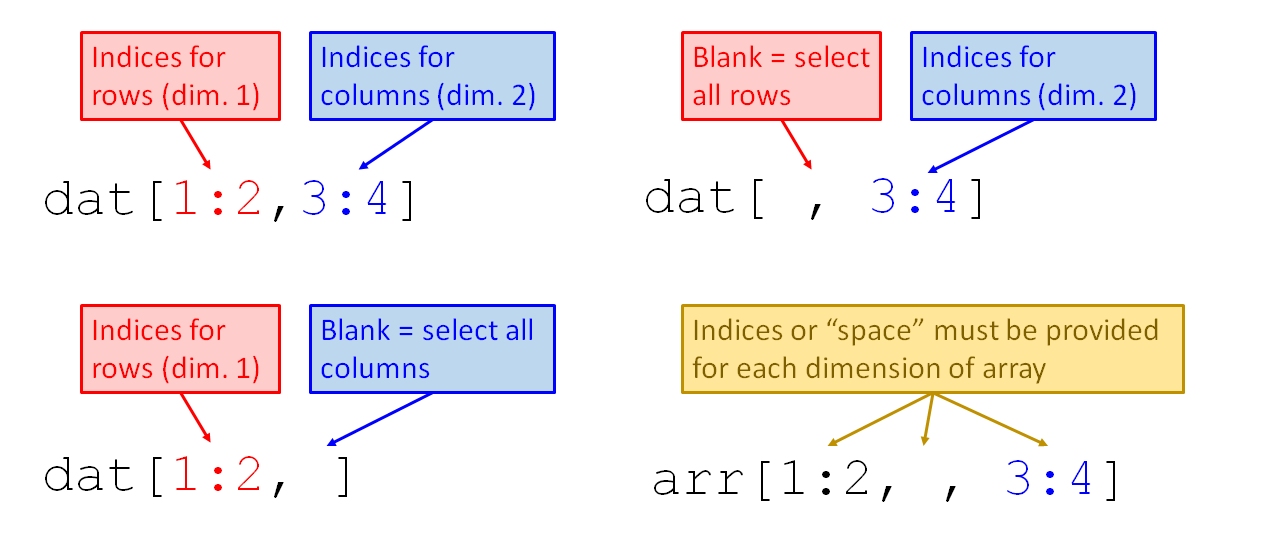 Indices for
rows (dim. 1)
Indices for
columns (dim. 2)
dat[1:2,3:4]
Blank = select
all rows
Indices for
columns (dim. 2)
dat[ , 3:4]
Indices for
rows (dim. 1)
Blank = select all
columns
dat[1:2, ]
Indices or “space” must be provided
for each dimension of array
arr[1:2, , 3:4]